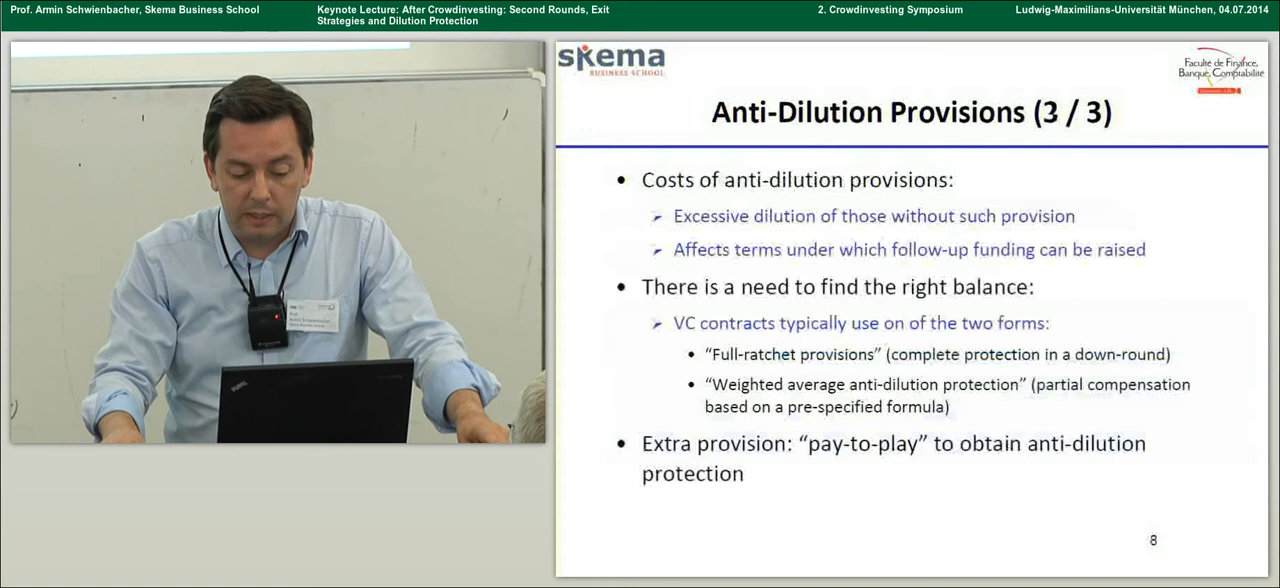 Prof. Armin Schwienbacher, Skema Business School
Keynote Lecture: After Crowdinvesting: Second Rounds, Exit
Strategies and Dilution Protection
2. Crowdinvesting Symposium
Ludwig-Maximilians-Universität München, 04.07.2014
skema
BUSINESS SCHOOL
Faculté de Finance,
Banque, Comptabilité
Anti-Dilution Provisions (3 / 3)
• Costs of anti-dilution provisions:
➢ Excessive dilution of those without such provision
➢ Affects terms under which follow-up funding can be raised
• There is a need to find the right balance:
➢ VC contracts typically use on of the two forms:
• “Full-ratchet provisions” (complete protection in a down-round)
• “Weighted average anti-dilution protection” (partial compensation
based on a pre-specified formula)
• Extra provision: “pay-to-play” to obtain anti-dilution
protection
8